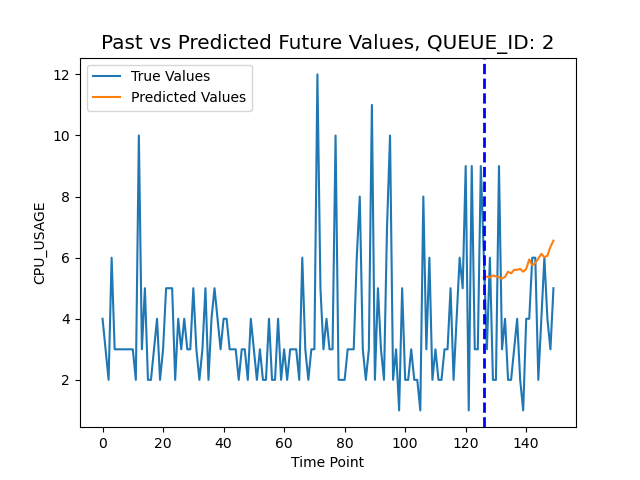 Past vs Predicted Future Values, QUEUE_ID: 2
True Values
Predicted Values
12
10
8
6
4
2
CPU_USAGE
0 20 40 60 80 100 120 140
Time Point